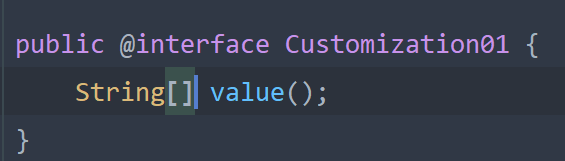 public @interface Customization01 {
    String[] value();
}